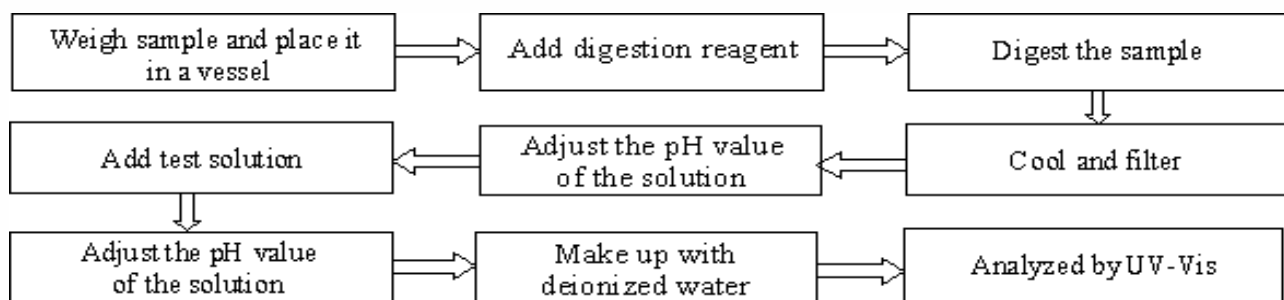 Weigh sample and place it
in a vessel
Add digestion reagent
Digest the sample
Cool and filter
Adjust the pH value
of the solution
Add test solution
Adjust the pH value
of the solution
Make up with
deionized water
Analyzed by UV-Vis